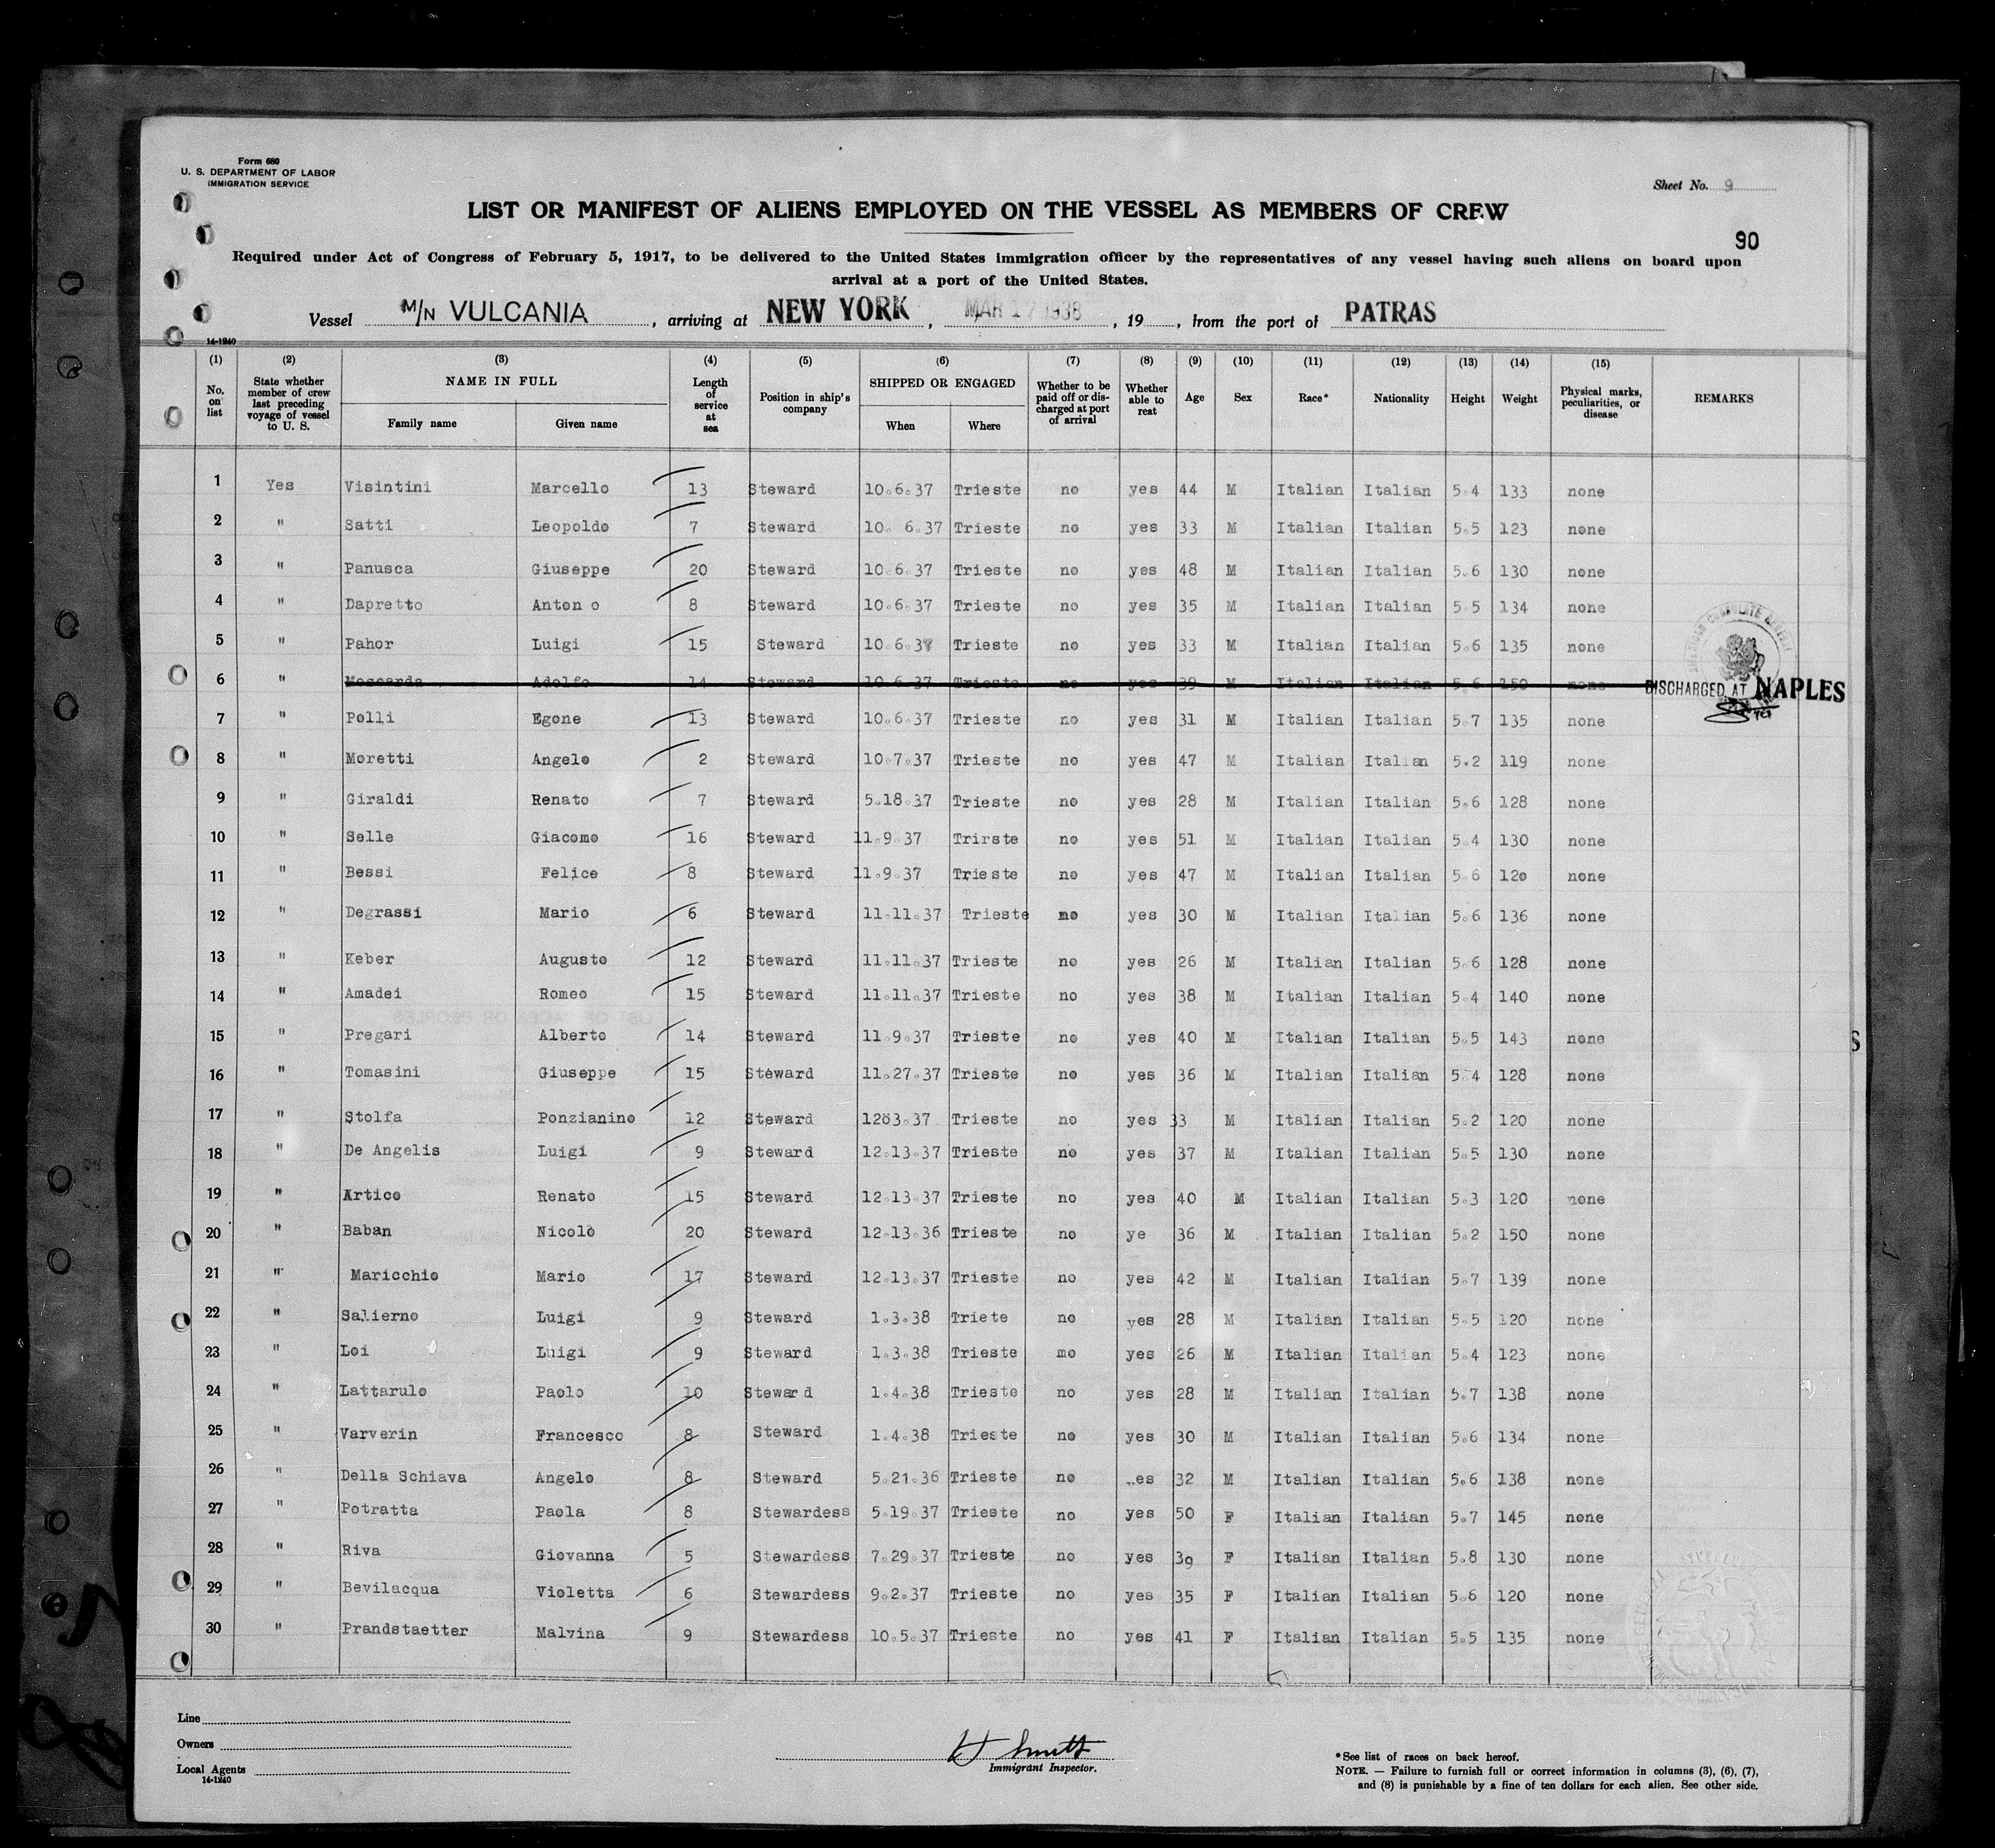 Form 680
U. S. DEPARTMENT OF LABOR
IMMIGRATION SERVICE
Sheet No. 9
LIST OR MANIFEST OF ALIENS EMPLOYED ON THE VESSEL AS MEMBERS OF CREW
90
Required under Act of Congress of February 5, 1917, to be delivered to the United States immigration officer by the representatives of any vessel having such aliens on board upon
arrival at a port of the United States.
Vessel M/N VULCANIA, arriving at NEW YORK, MAR 17 1938, 19, from the port of PATRAS
14-1240
(1) (2) (3) (4) (5) (6) (7) (8) (9) (10) (11) (12) (13) (14) (15)
No. on list | State whether member of crew last preceding voyage of vessel to U. S. | NAME IN FULL | Length of service at sea | Position in ship's company | SHIPPED OR ENGAGED | Whether to be paid off or discharged at port of arrival | Whether able to reat | Age | Sex | Race* | Nationality | Height | Weight | Physical marks, peculiarities, or disease | REMARKS
Family name | Given name | When | Where
1 Yes Visintini Marcello 13 Steward 10.6.37 Trieste no yes 44 M Italian Italian 5.4 133 none
2 " Satti Leopoldo 7 Steward 10. 6.37 Trieste no yes 33 M Italian Italian 5.5 123 none
3 " Panusca Giuseppe 20 Steward 10.6.37 Trieste no yes 48 M Italian Italian 5.6 130 none
4 " Dapretto Anton o 8 Steward 10.6.37 Trieste no yes 35 M Italian Italian 5.5 134 none
5 " Pahor Luigi 15 Steward 10.6.37 Trieste no yes 33 M Italian Italian 5.6 135 none
6 " Moscarda Adolfo 14 Steward 10.6.37 Trieste no yes 39 M Italian Italian 5.6 150 none DISCHARGED AT NAPLES
7 " Polli Egone 13 Steward 10.6.37 Trieste no yes 31 M Italian Italian 5.7 135 none
8 " Moretti Angelo 2 Steward 10.7.37 Trieste no yes 47 M Italian Italian 5.2 119 none
9 " Giraldi Renato 7 Steward 5.18.37 Trieste no yes 28 M Italian Italian 5.6 128 none
10 " Selle Giacomo 16 Steward 11.9.37 Trirste no yes 51 M Italian Italian 5.4 130 none
11 " Bessi Felice 8 Steward 11.9.37 Trieste no yes 47 M Italian Italian 5.6 120 none
12 " Degrassi Mario 6 Steward 11.11.37 Trieste no yes 30 M Italian Italian 5.6 136 none
13 " Keber Augusto 12 Steward 11.11.37 Trieste no yes 26 M Italian Italian 5.6 128 none
14 " Amadei Romeo 15 Steward 11.11.37 Trieste no yes 38 M Italian Italian 5.4 140 none
15 " Pregari Alberto 14 Steward 11.9.37 Trieste no yes 40 M Italian Italian 5.5 143 none
16 " Tomasini Giuseppe 15 Steward 11.27.37 Trieste no yes 36 M Italian Italian 5.4 128 none
17 " Stolfa Ponzianino 12 Steward 1283.37 Trieste no yes 33 M Italian Italian 5.2 120 none
18 " De Angelis Luigi 9 Steward 12.13.37 Trieste no yes 37 M Italian Italian 5.5 130 none
19 " Artico Renato 15 Steward 12.13.37 Trieste no yes 40 M Italian Italian 5.3 120 none
20 " Baban Nicolò 20 Steward 12.13.36 Trieste no ye 36 M Italian Italian 5.2 150 none
21 " Maricchio Mario 17 Steward 12.13.37 Trieste no yes 42 M Italian Italian 5.7 139 none
22 " Salierno Luigi 9 Steward 1.3.38 Triete no yes 28 M Italian Italian 5.5 120 none
23 " Loi Luigi 9 Steward 1.3.38 Trieste mo yes 26 M Italian Italian 5.4 123 none
24 " Lattarulo Paolo 10 Steward 1.4.38 Trieste no yes 28 M Italian Italian 5.7 138 none
25 " Varverin Francesco 8 Steward 1.4.38 Trieste no yes 30 M Italian Italian 5.6 134 none
26 " Della Schiava Angelo 8 Steward 5.21.36 Trieste no es 32 M Italian Italian 5.6 138 none
27 " Potratta Paola 8 Stewardess 5.19.37 Trieste no yes 50 F Italian Italian 5.7 145 none
28 " Riva Giovanna 5 Stewardess 7.29.37 Trieste no yes 39 F Italian Italian 5.8 130 none
29 " Bevilacqua Violetta 6 Stewardess 9.2.37 Trieste no yes 35 F Italian Italian 5.6 120 none
30 " Prandstaetter Malvina 9 Stewardess 10.5.37 Trieste no yes 41 F Italian Italian 5.5 135 none
Line
Owners
Local Agents
14-1240
Immigrant Inspector.
*See list of races on back hereof.
NOTE. — Failure to furnish full or correct information in columns (3), (6), (7),
and (8) is punishable by a fine of ten dollars for each alien. See other side.